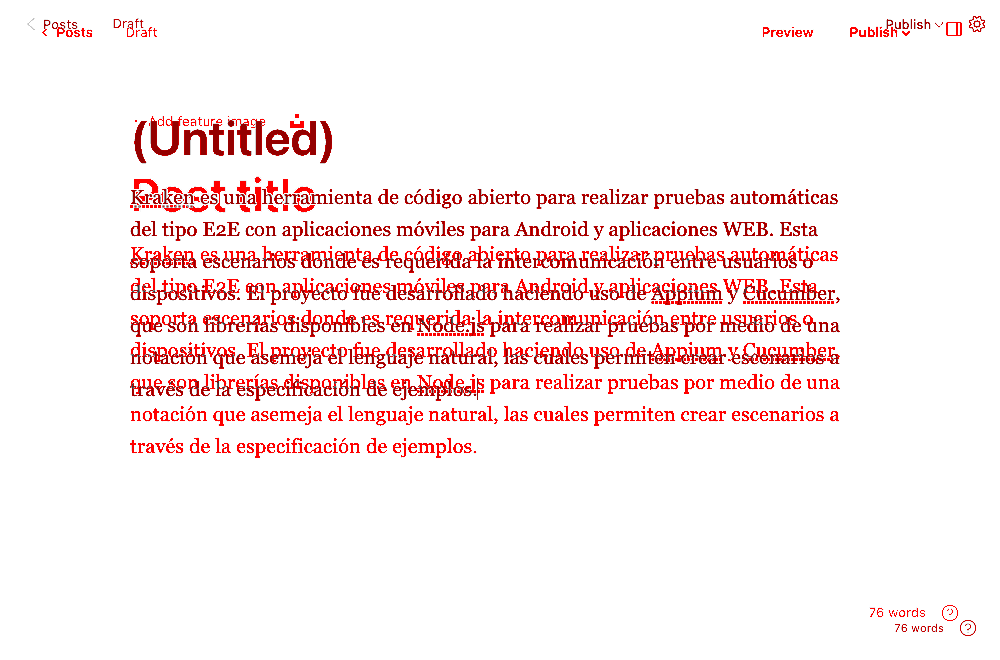 Posts Draft Publish
Posts Draft Preview Publish
Add feature image
(Untitled)
Post title
Kraken es una herramienta de código abierto para realizar pruebas automáticas
del tipo E2E con aplicaciones móviles para Android y aplicaciones WEB. Esta
Kraken es una herramienta de código abierto para realizar pruebas automáticas
soporta escenarios donde es requerida la intercomunicación entre usuarios o
del tipo E2E con aplicaciones móviles para Android y aplicaciones WEB. Esta
dispositivos. El proyecto fue desarrollado haciendo uso de Appium y Cucumber,
soporta escenarios donde es requerida la intercomunicación entre usuarios o
que son librerías disponibles en Node.js para realizar pruebas por medio de una
dispositivos. El proyecto fue desarrollado haciendo uso de Appium y Cucumber,
notación que asemeja el lenguaje natural, las cuales permiten crear escenarios a
que son librerías disponibles en Node.js para realizar pruebas por medio de una
través de la especificación de ejemplos.
notación que asemeja el lenguaje natural, las cuales permiten crear escenarios a
través de la especificación de ejemplos.
76 words
76 words